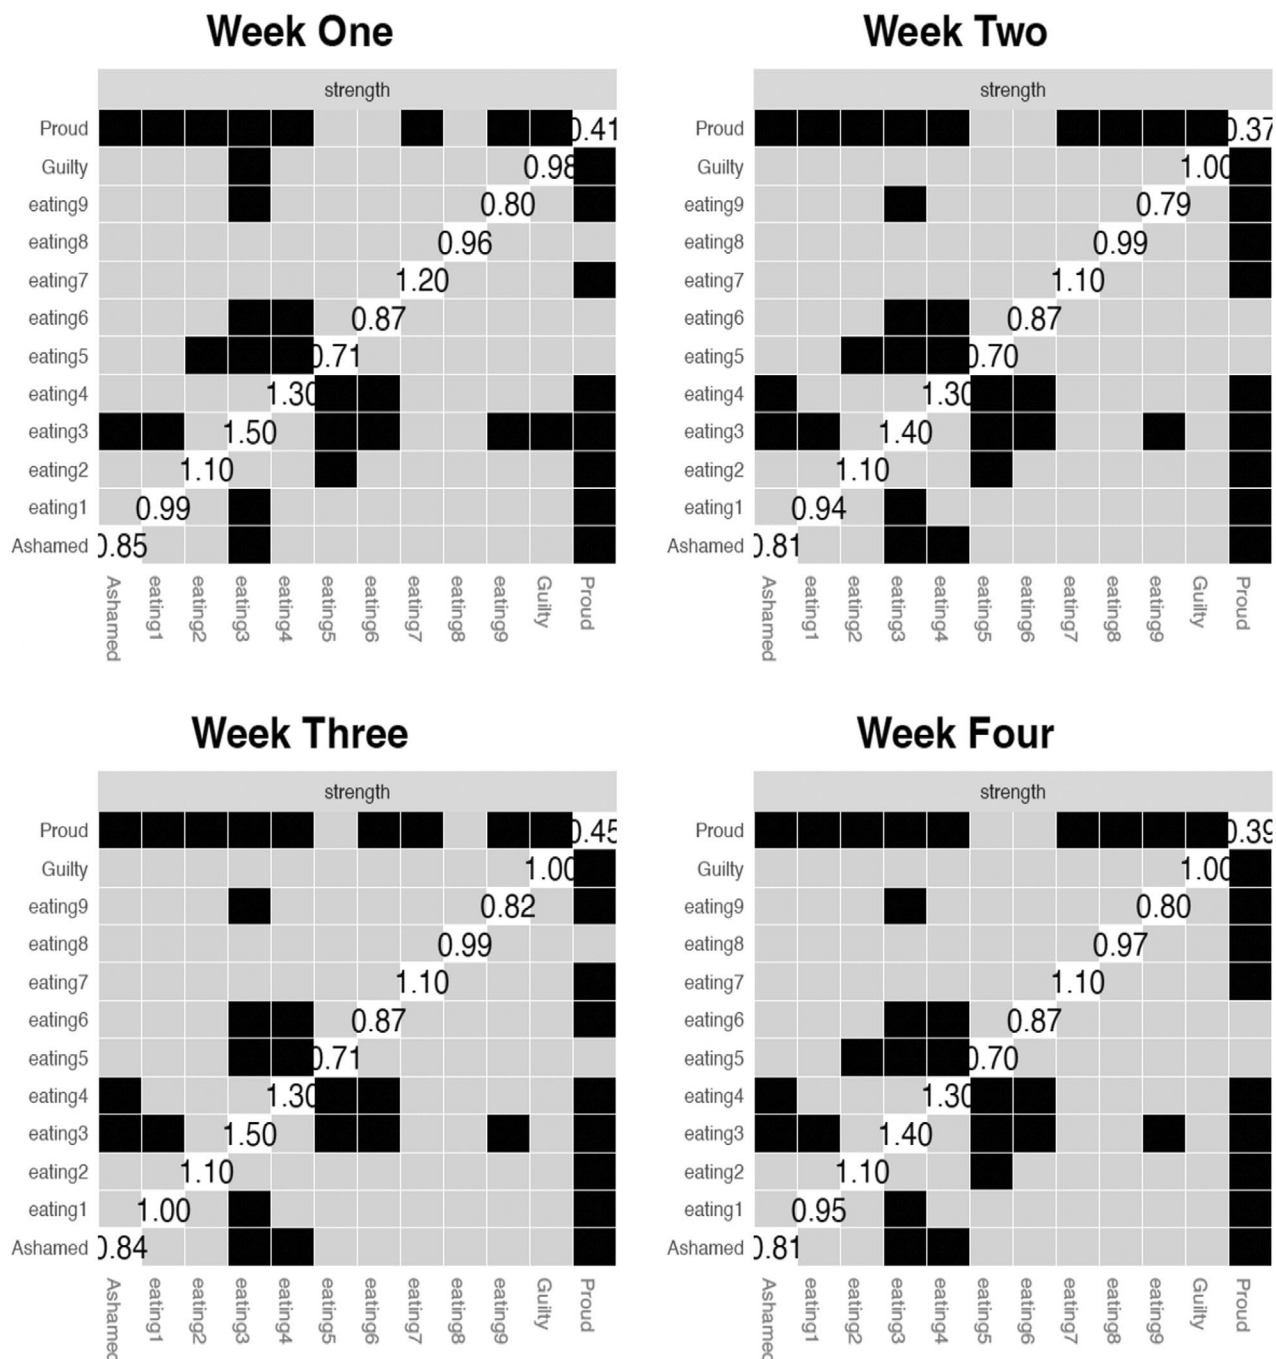 Week One
strength
Proud 0.41
Guilty 0.98
eating9 0.80
eating8 0.96
eating7 1.20
eating6 0.87
eating5 0.71
eating4 1.30
eating3 1.50
eating2 1.10
eating1 0.99
Ashamed 0.85
Ashamed eating1 eating2 eating3 eating4 eating5 eating6 eating7 eating8 eating9 Guilty Proud
Week Two
strength
Proud 0.37
Guilty 1.00
eating9 0.79
eating8 0.99
eating7 1.10
eating6 0.87
eating5 0.70
eating4 1.30
eating3 1.40
eating2 1.10
eating1 0.94
Ashamed 0.81
Ashamed eating1 eating2 eating3 eating4 eating5 eating6 eating7 eating8 eating9 Guilty Proud
Week Three
strength
Proud 0.45
Guilty 1.00
eating9 0.82
eating8 0.99
eating7 1.10
eating6 0.87
eating5 0.71
eating4 1.30
eating3 1.50
eating2 1.10
eating1 1.00
Ashamed 0.84
Ashamed eating1 eating2 eating3 eating4 eating5 eating6 eating7 eating8 eating9 Guilty Proud
Week Four
strength
Proud 0.39
Guilty 1.00
eating9 0.80
eating8 0.97
eating7 1.10
eating6 0.87
eating5 0.70
eating4 1.30
eating3 1.40
eating2 1.10
eating1 0.95
Ashamed 0.81
Ashamed eating1 eating2 eating3 eating4 eating5 eating6 eating7 eating8 eating9 Guilty Proud